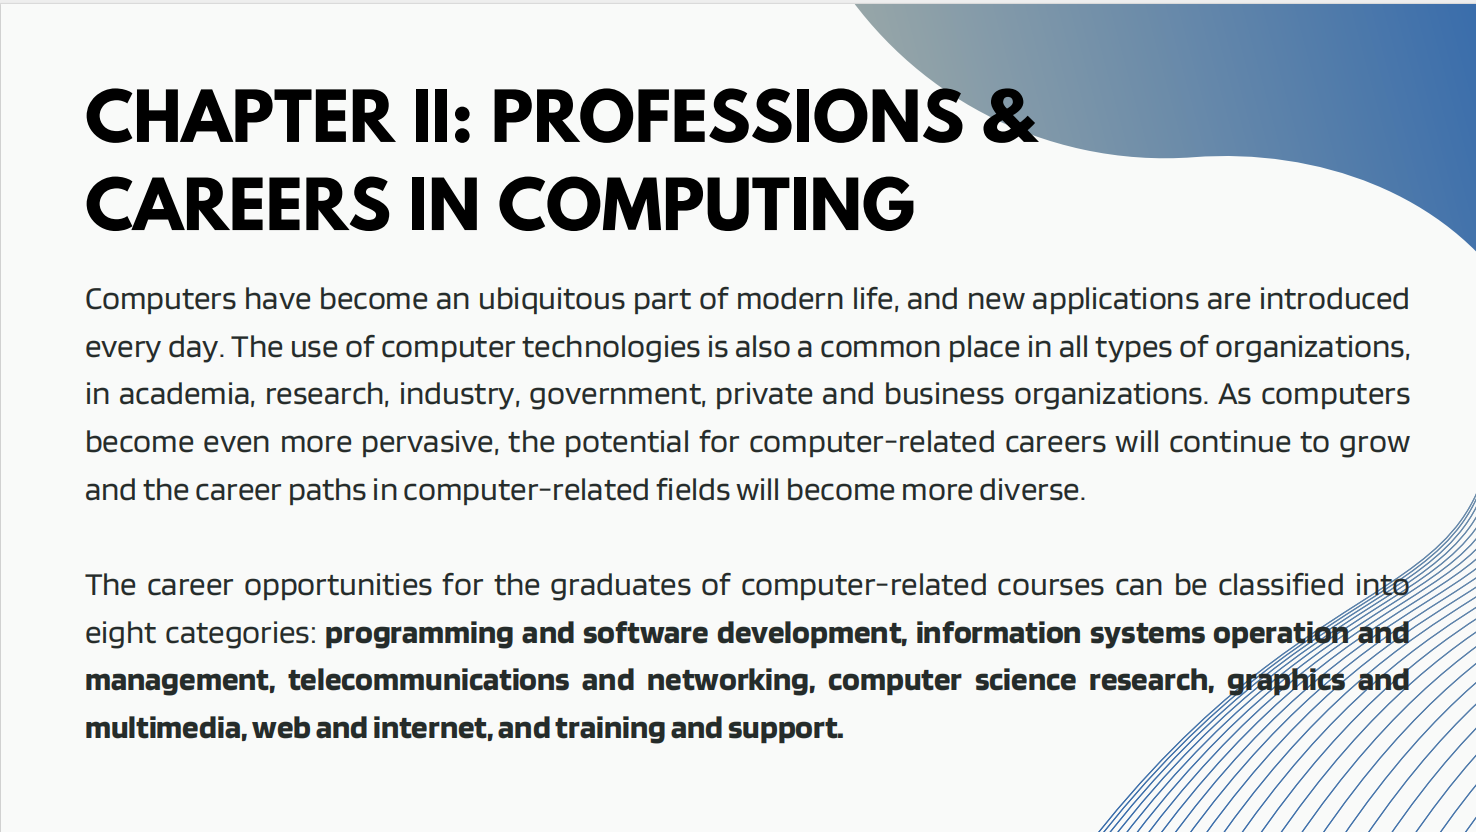 CHAPTER II: PROFESSIONS &
CAREERS IN COMPUTING
Computers have become an ubiquitous part of modern life, and new applications are introduced
every day. The use of computer technologies is also a common place in all types of organizations,
in academia, research, industry, government, private and business organizations. As computers
become even more pervasive, the potential for computer-related careers will continue to grow
and the career paths in computer-related fields will become more diverse.
The career opportunities for the graduates of computer-related courses can be classified into
eight categories: programming and software development, information systems operation and
management, telecommunications and networking, computer science research, graphics and
multimedia, web and internet, and training and support.